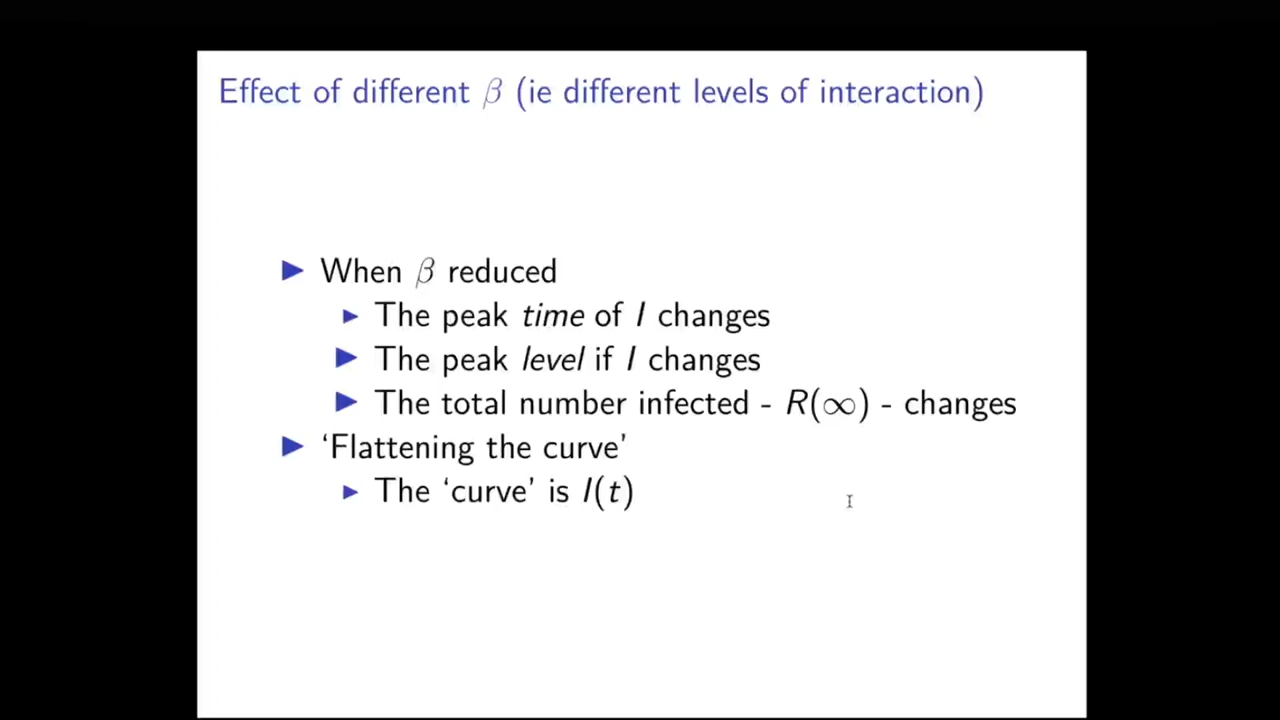 Effect of different β (ie different levels of interaction)
When β reduced
The peak time of I changes
The peak level if I changes
The total number infected - R(∞) - changes
‘Flattening the curve’
The ‘curve’ is I(t)